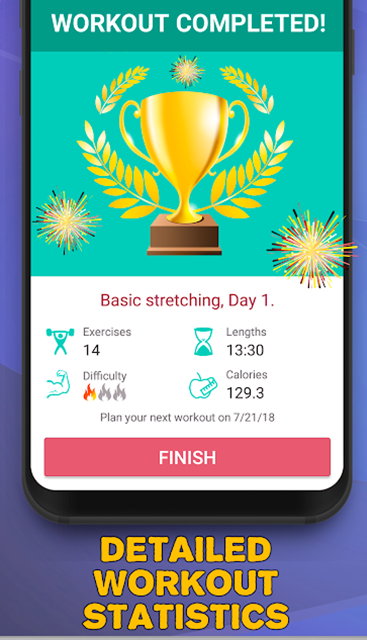 WORKOUT COMPLETED!
Basic stretching, Day 1.
Exercises
14
Lengths
13:30
Difficulty
Calories
129.3
Plan your next workout on 7/21/18
FINISH
DETAILED
WORKOUT
STATISTICS